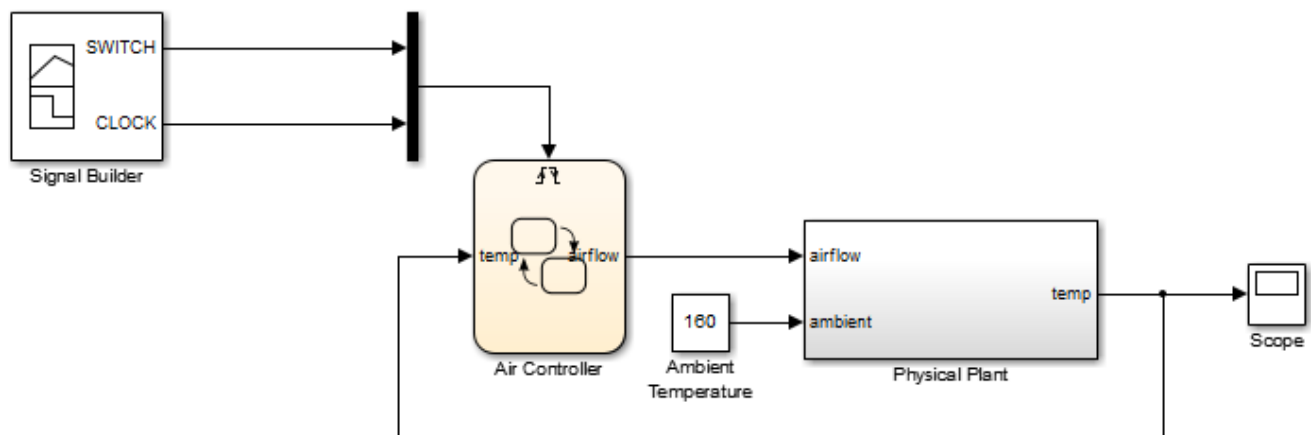 SWITCH
CLOCK
Signal Builder
temp
airflow
Air Controller
160
Ambient
Temperature
airflow
ambient
temp
Physical Plant
Scope